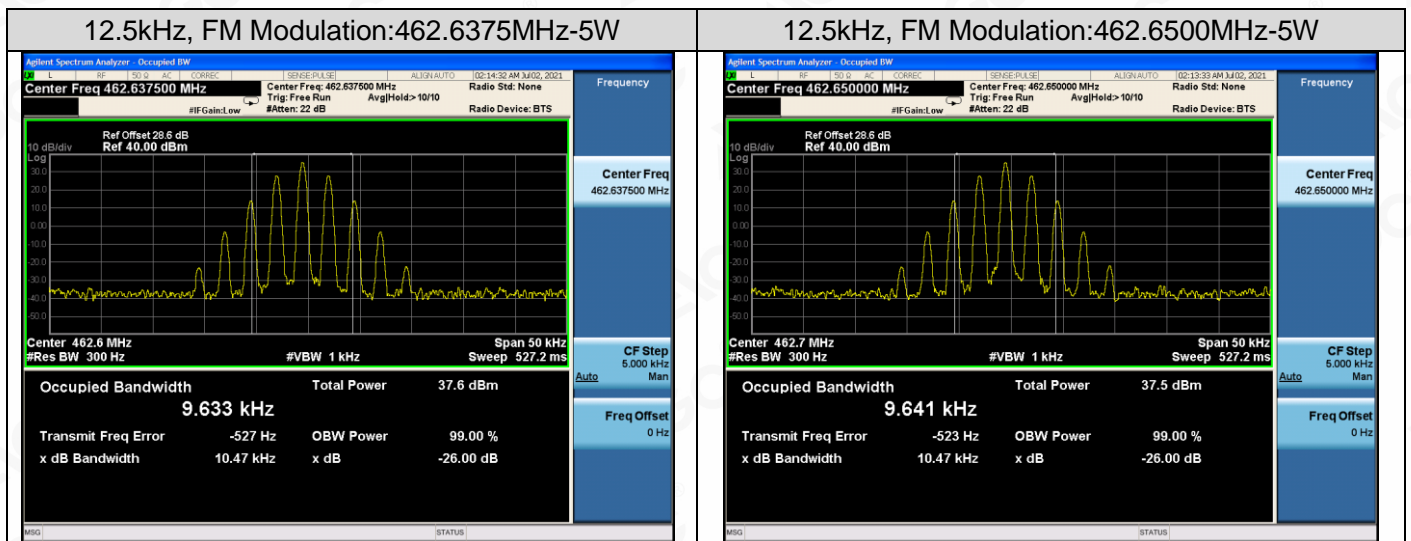 12.5kHz, FM Modulation:462.6375MHz-5W
Agilent Spectrum Analyzer - Occupied BW
L RF 50 Ω AC CORREC SENSE:PULSE ALIGN AUTO 02:14:32 AM Jul 02, 2021
Center Freq 462.637500 MHz
Center Freq: 462.637500 MHz
Radio Std: None
Trig: Free Run Avg|Hold:> 10/10
#IFGain:Low #Atten: 22 dB Radio Device: BTS
Ref Offset 28.6 dB
10 dB/div Ref 40.00 dBm
Log
30.0
20.0
10.0
0.00
-10.0
-20.0
-30.0
-40.0
-50.0
Center 462.6 MHz Span 50 kHz
#Res BW 300 Hz #VBW 1 kHz Sweep 527.2 ms
Occupied Bandwidth Total Power 37.6 dBm
9.633 kHz
Transmit Freq Error -527 Hz OBW Power 99.00 %
x dB Bandwidth 10.47 kHz x dB -26.00 dB
MSG STATUS
Frequency
Center Freq
462.637500 MHz
CF Step
5.000 kHz
Auto Man
Freq Offset
0 Hz
12.5kHz, FM Modulation:462.6500MHz-5W
Agilent Spectrum Analyzer - Occupied BW
L RF 50 Ω AC CORREC SENSE:PULSE ALIGN AUTO 02:13:33 AM Jul 02, 2021
Center Freq 462.650000 MHz
Center Freq: 462.650000 MHz
Radio Std: None
Trig: Free Run Avg|Hold:> 10/10
#IFGain:Low #Atten: 22 dB Radio Device: BTS
Ref Offset 28.6 dB
10 dB/div Ref 40.00 dBm
Log
30.0
20.0
10.0
0.00
-10.0
-20.0
-30.0
-40.0
-50.0
Center 462.7 MHz Span 50 kHz
#Res BW 300 Hz #VBW 1 kHz Sweep 527.2 ms
Occupied Bandwidth Total Power 37.5 dBm
9.641 kHz
Transmit Freq Error -523 Hz OBW Power 99.00 %
x dB Bandwidth 10.47 kHz x dB -26.00 dB
MSG STATUS
Frequency
Center Freq
462.650000 MHz
CF Step
5.000 kHz
Auto Man
Freq Offset
0 Hz